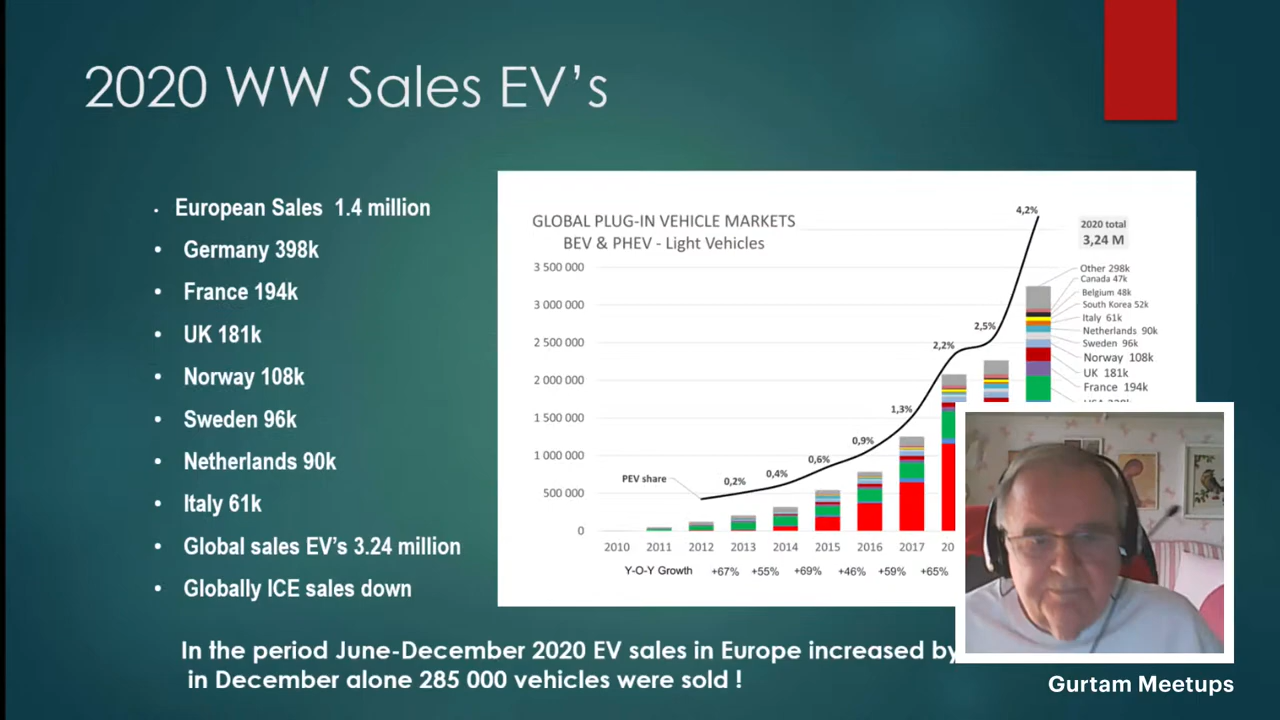 2020 WW Sales EV's
European Sales 1.4 million
Germany 398k
France 194k
UK 181k
Norway 108k
Sweden 96k
Netherlands 90k
Italy 61k
Global sales EV's 3.24 million
Globally ICE sales down
GLOBAL PLUG-IN VEHICLE MARKETS
BEV & PHEV - Light Vehicles
3 500 000
3 000 000
2 500 000
2 000 000
1 500 000
1 000 000
500 000
0
PEV share
0,2%
0,4%
0,6%
0,9%
1,3%
2,2%
2,5%
4,2%
2020 total
3,24 M
Other 298k
Canada 47k
Belgium 48k
South Korea 52k
Italy 61k
Netherlands 90k
Sweden 96k
Norway 108k
UK 181k
France 194k
2010 2011 2012 2013 2014 2015 2016 2017 20
Y-O-Y Growth +67% +55% +69% +46% +59% +65%
In the period June-December 2020 EV sales in Europe increased by
in December alone 285 000 vehicles were sold !
Gurtam Meetups